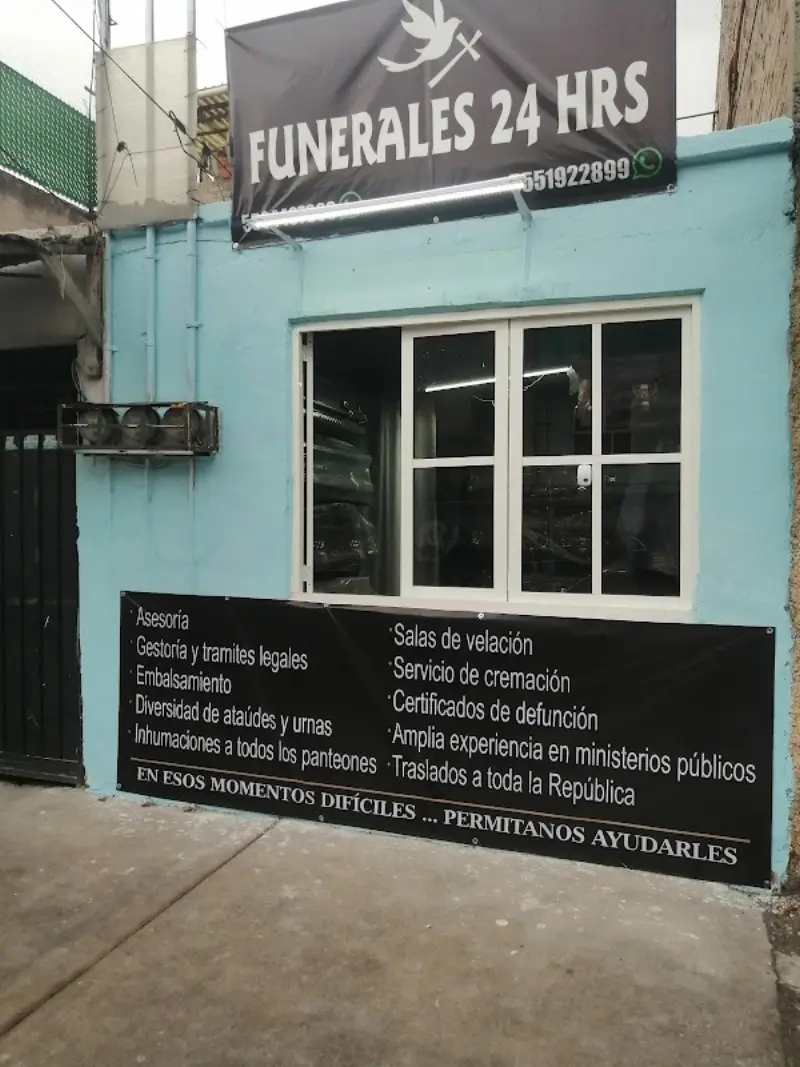 FUNERALES 24 HRS
5551922899
· Asesoría
· Gestoría y tramites legales
· Embalsamiento
· Diversidad de ataúdes y urnas
· Inhumaciones a todos los panteones
· Salas de velación
· Servicio de cremación
· Certificados de defunción
· Amplia experiencia en ministerios públicos
· Traslados a toda la República
EN ESOS MOMENTOS DIFÍCILES ... PERMITANOS AYUDARLES